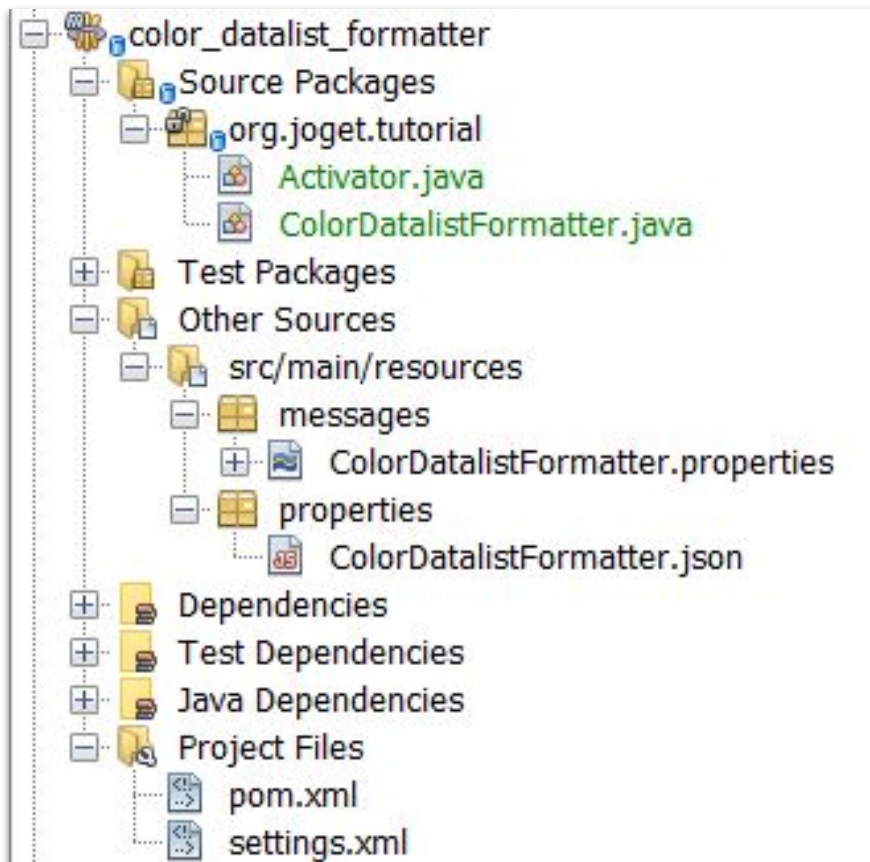 color_datalist_formatter
Source Packages
org.joget.tutorial
Activator.java
ColorDatalistFormatter.java
Test Packages
Other Sources
src/main/resources
messages
ColorDatalistFormatter.properties
properties
ColorDatalistFormatter.json
Dependencies
Test Dependencies
Java Dependencies
Project Files
pom.xml
settings.xml